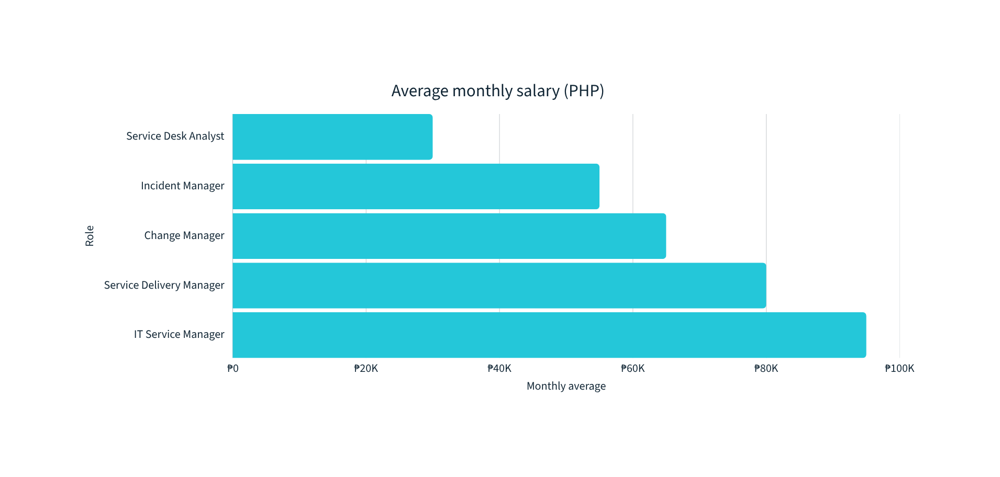 Average monthly salary (PHP)
Service Desk Analyst
Incident Manager
Change Manager
Service Delivery Manager
IT Service Manager
Role
₱0
₱20K
₱40K
₱60K
₱80K
₱100K
Monthly average